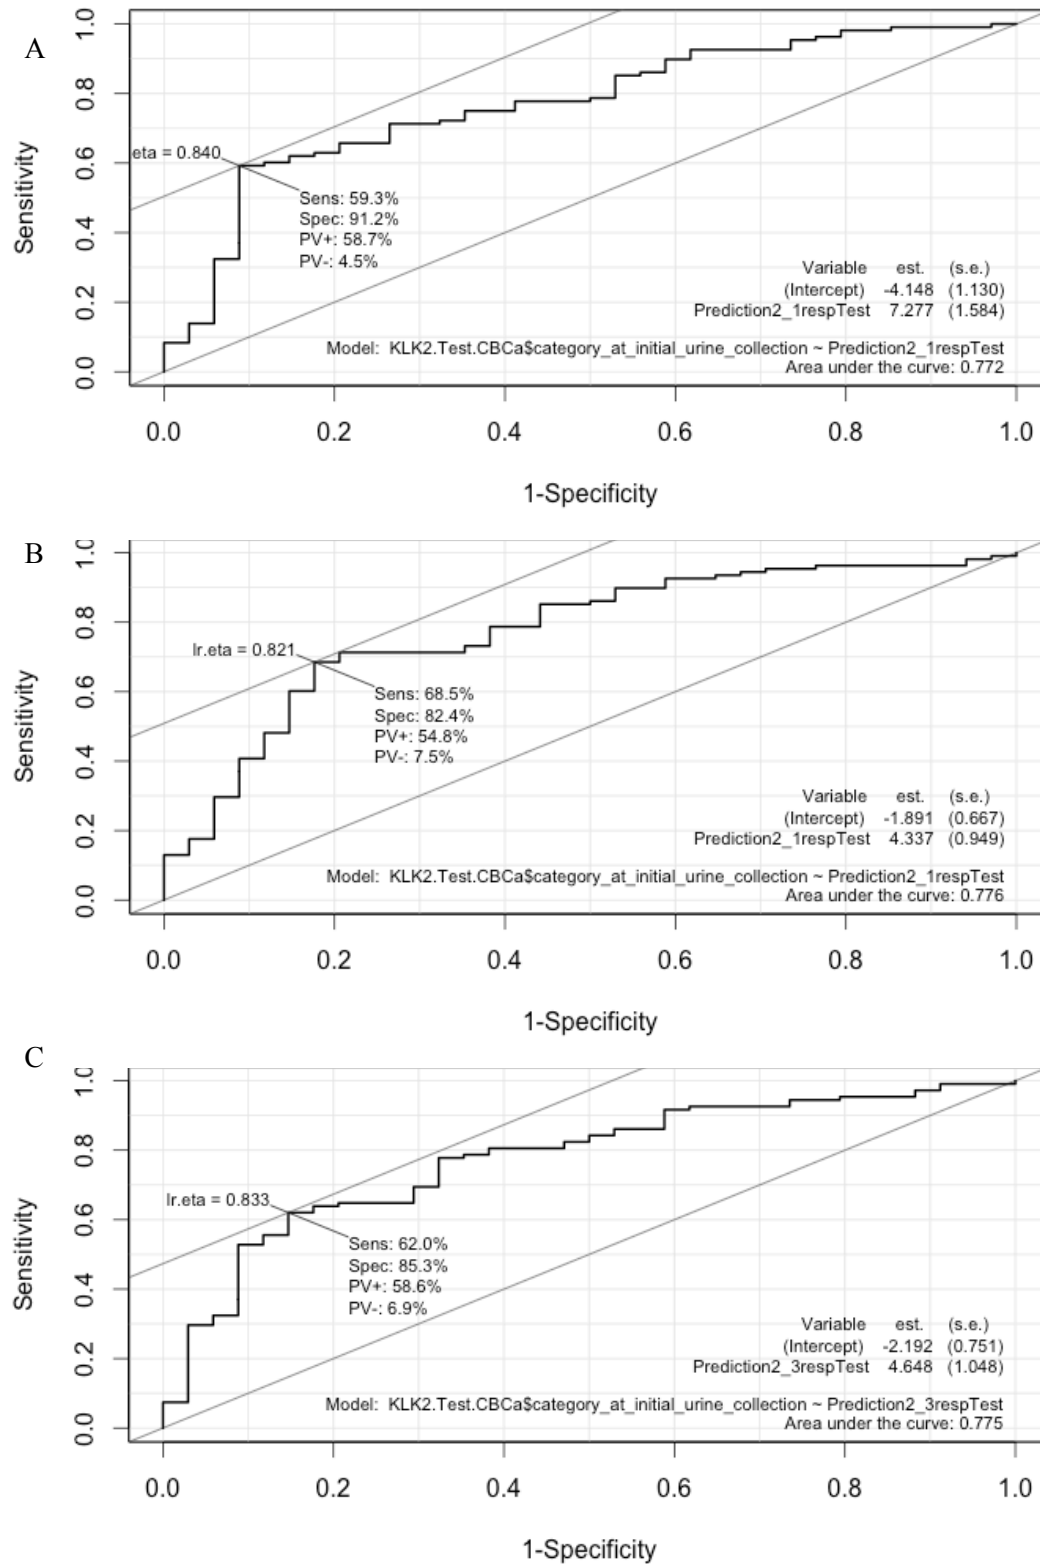 A
Sensitivity
1.0
0.8
0.6
0.4
0.2
0.0
eta = 0.840
Sens: 59.3%
Spec: 91.2%
PV+: 58.7%
PV-: 4.5%
Variable est. (s.e.)
(Intercept) -4.148 (1.130)
Prediction2_1respTest 7.277 (1.584)
Model: KLK2.Test.CBCa$category_at_initial_urine_collection ~ Prediction2_1respTest
Area under the curve: 0.772
0.0 0.2 0.4 0.6 0.8 1.0
1-Specificity
B
Sensitivity
1.0
0.8
0.6
0.4
0.2
0.0
lr.eta = 0.821
Sens: 68.5%
Spec: 82.4%
PV+: 54.8%
PV-: 7.5%
Variable est. (s.e.)
(Intercept) -1.891 (0.667)
Prediction2_1respTest 4.337 (0.949)
Model: KLK2.Test.CBCa$category_at_initial_urine_collection ~ Prediction2_1respTest
Area under the curve: 0.776
0.0 0.2 0.4 0.6 0.8 1.0
1-Specificity
C
Sensitivity
1.0
0.8
0.6
0.4
0.2
0.0
lr.eta = 0.833
Sens: 62.0%
Spec: 85.3%
PV+: 58.6%
PV-: 6.9%
Variable est. (s.e.)
(Intercept) -2.192 (0.751)
Prediction2_3respTest 4.648 (1.048)
Model: KLK2.Test.CBCa$category_at_initial_urine_collection ~ Prediction2_3respTest
Area under the curve: 0.775
0.0 0.2 0.4 0.6 0.8 1.0
1-Specificity